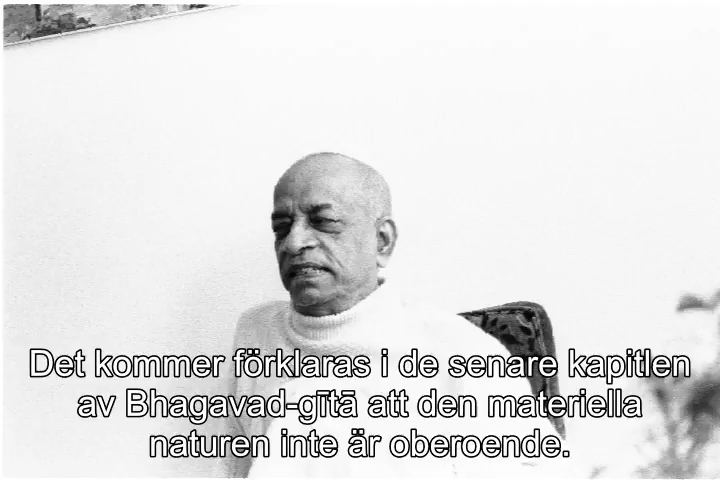 Det kommer förklaras i de senare kapitlen
av Bhagavad-gītā att den materiella
naturen inte är oberoende.